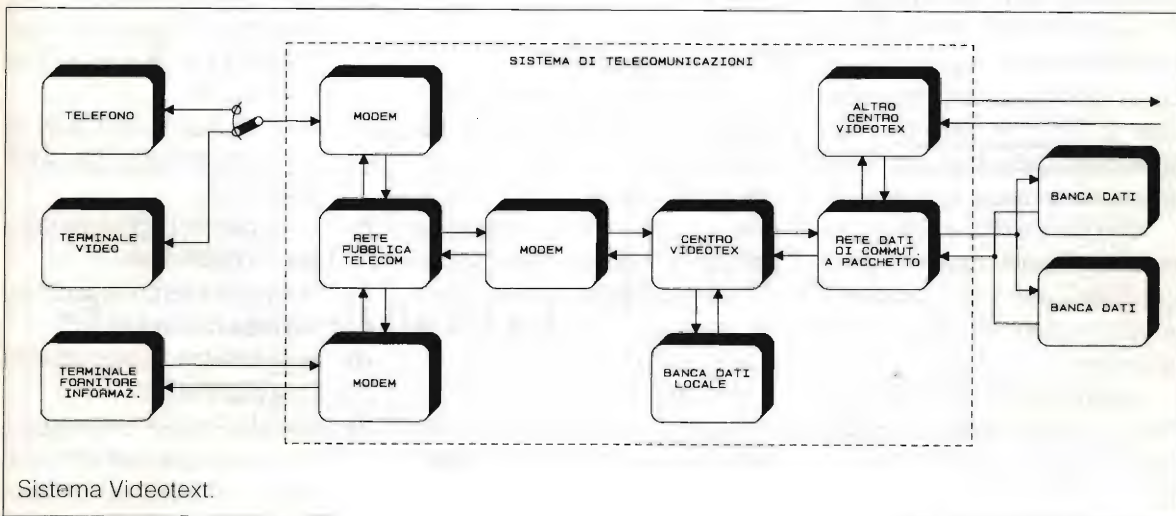 SISTEMA DI TELECOMUNICAZIONI
TELEFONO
MODEM
ALTRO
CENTRO
VIDEOTEX
TERMINALE
VIDEO
RETE
PUBBLICA
TELECOM
MODEM
CENTRO
VIDEOTEX
RETE DATI
DI COMMUT.
A PACCHETTO
BANCA DATI
BANCA DATI
TERMINALE
FORNITORE
INFORMAZ.
MODEM
BANCA DATI
LOCALE
Sistema Videotext.